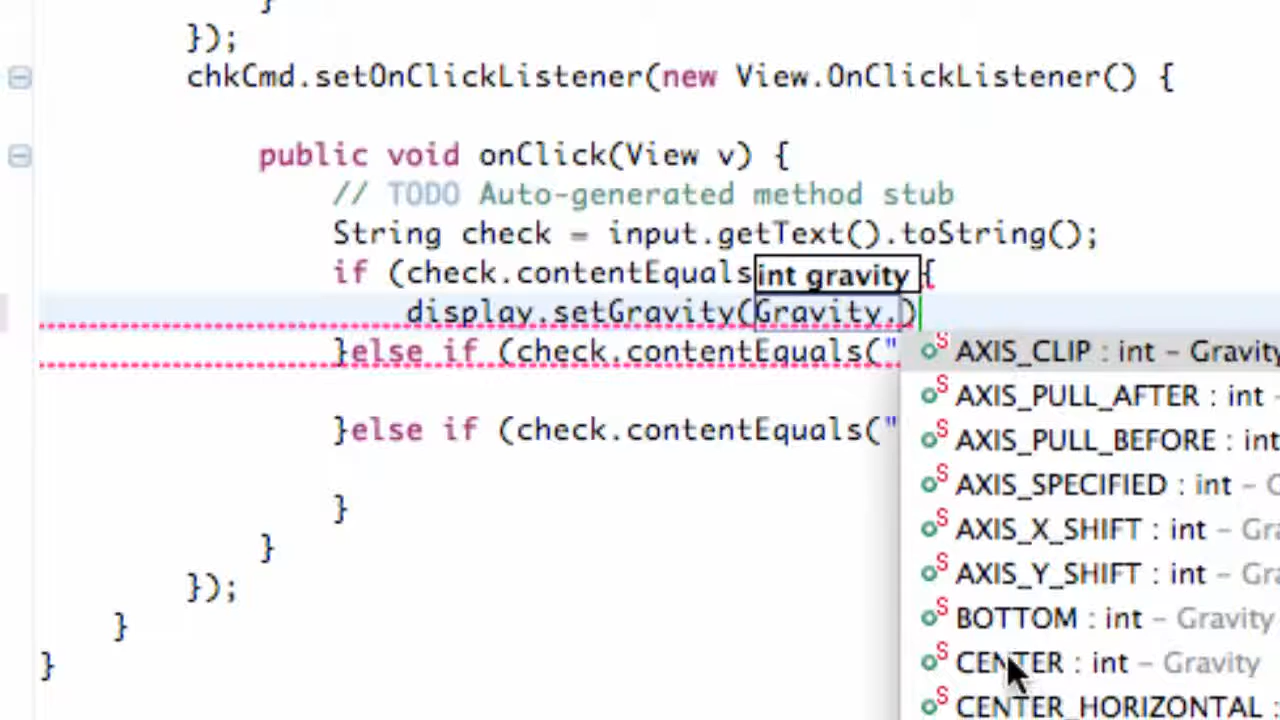 }
});
chkCmd.setOnClickListener(new View.OnClickListener() {
public void onClick(View v) {
// TODO Auto-generated method stub
String check = input.getText().toString();
if (check.contentEquals
int gravity
{
display.setGravity(Gravity.)
}else if (check.contentEquals("
}else if (check.contentEquals("
}
}
});
}
}
AXIS_CLIP : int – Gravity
AXIS_PULL_AFTER : int –
AXIS_PULL_BEFORE : int
AXIS_SPECIFIED : int – G
AXIS_X_SHIFT : int – Gra
AXIS_Y_SHIFT : int – Gra
BOTTOM : int – Gravity
CENTER : int – Gravity
CENTER_HORIZONTAL :